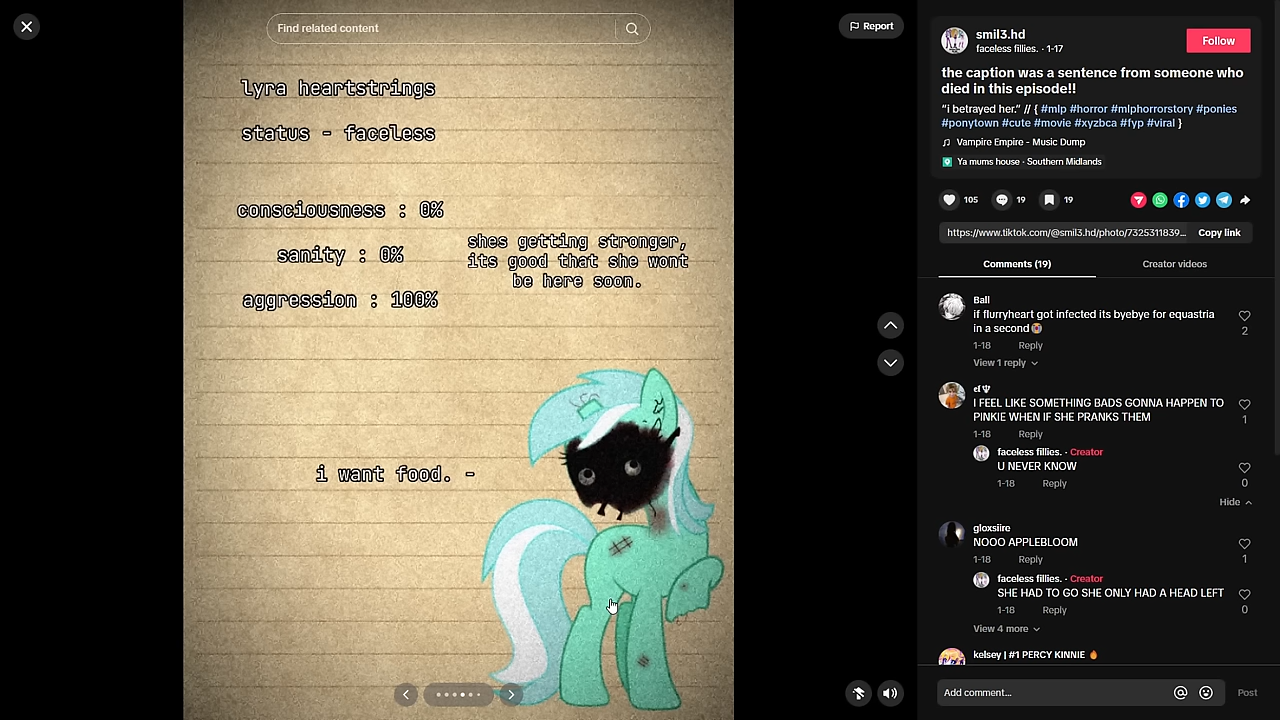 Find related content
Report
lyra heartstrings
status - faceless
consciousness : 0%
sanity : 0%
aggression : 100%
shes getting stronger,
its good that she wont
be here soon.
i want food. -
smil3.hd
faceless fillies. · 1-17
Follow
the caption was a sentence from someone who
died in this episode!!
“i betrayed her.” // { #mlp #horror #mlphorrorstory #ponies
#ponytown #cute #movie #xyzbca #fyp #viral }
Vampire Empire - Music Dump
Ya mums house · Southern Midlands
105
19
19
https://www.tiktok.com/@smil3.hd/photo/7325311839...
Copy link
Comments (19)
Creator videos
Ball
if flurryheart got infected its byebye for equastria
in a second😭
2
1-18
Reply
View 1 reply
I FEEL LIKE SOMETHING BADS GONNA HAPPEN TO
PINKIE WHEN IF SHE PRANKS THEM
1
1-18
Reply
faceless fillies. · Creator
U NEVER KNOW
1-18
Reply
0
Hide
gloxsiire
NOOO APPLEBLOOM
1
1-18
Reply
faceless fillies. · Creator
SHE HAD TO GO SHE ONLY HAD A HEAD LEFT
0
1-18
Reply
View 4 more
kelsey | #1 PERCY KINNIE 🔥
Add comment...
Post